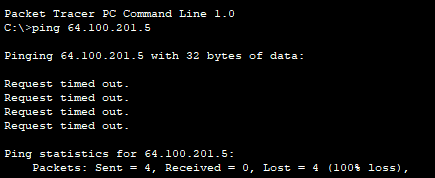 Packet Tracer PC Command Line 1.0
C:\>ping 64.100.201.5
Pinging 64.100.201.5 with 32 bytes of data:
Request timed out.
Request timed out.
Request timed out.
Request timed out.
Ping statistics for 64.100.201.5:
    Packets: Sent = 4, Received = 0, Lost = 4 (100% loss),